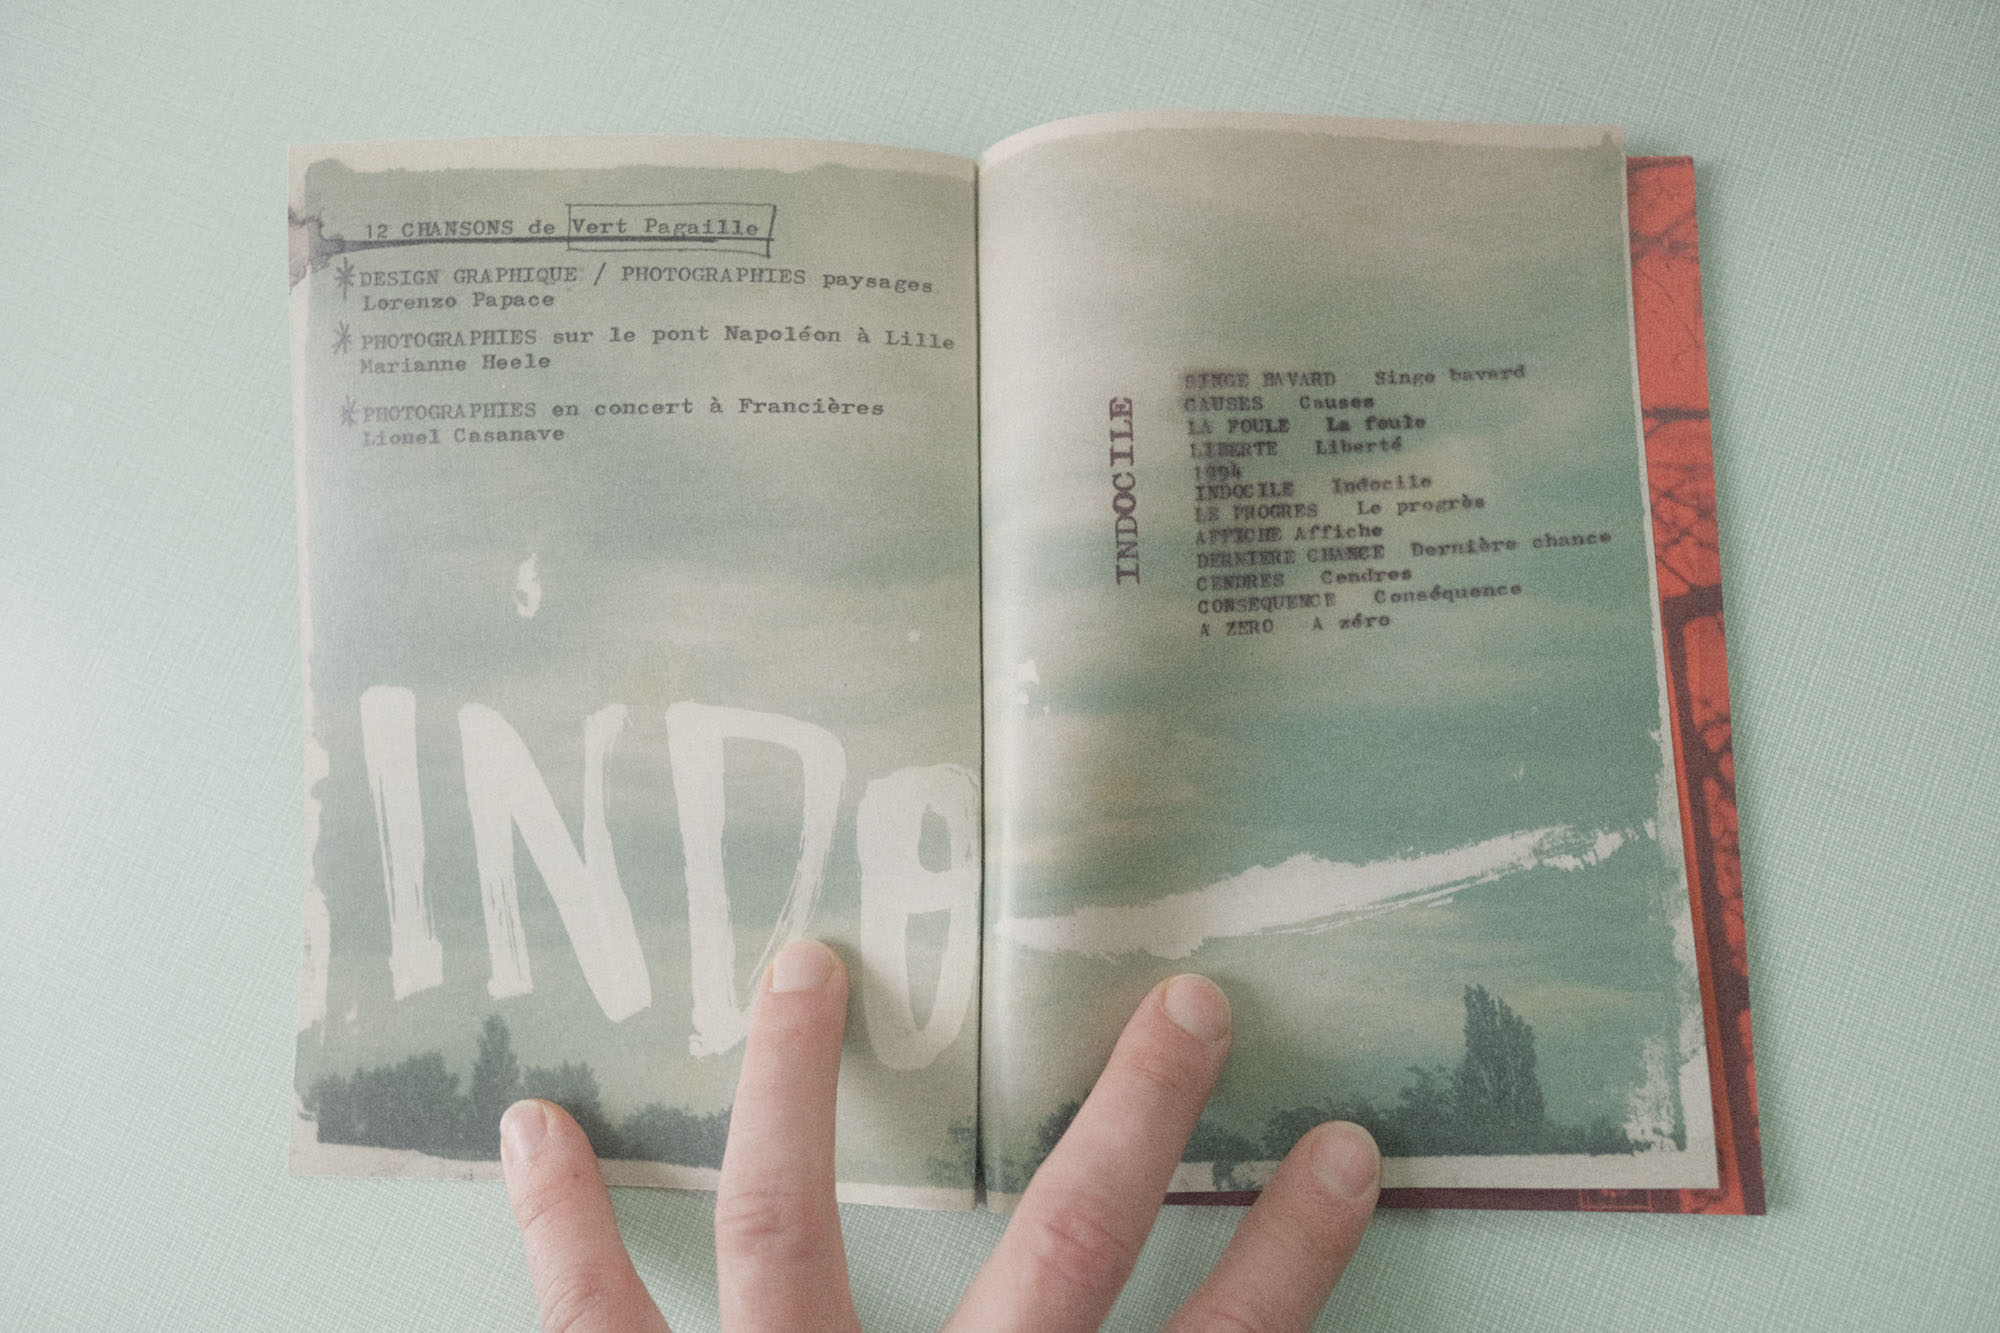 12 CHANSONS de Vert Pagaille
DESIGN GRAPHIQUE / PHOTOGRAPHIES paysages
Lorenzo Papace
PHOTOGRAPHIES sur le pont Napoléon à Lille
Marianne Heele
PHOTOGRAPHIES en concert à Francières
Lionel Casanave
INDO
INDOCILE
SINGE BAVARD Singe bavard
CAUSES Causes
LA FOULE La foule
LIBERTE Liberté
1994
INDOCILE Indocile
LE PROGRES Le progrès
AFFICHE Affiche
DERNIERE CHANCE Dernière chance
CENDRES Cendres
CONSEQUENCE Conséquence
A ZERO A zéro